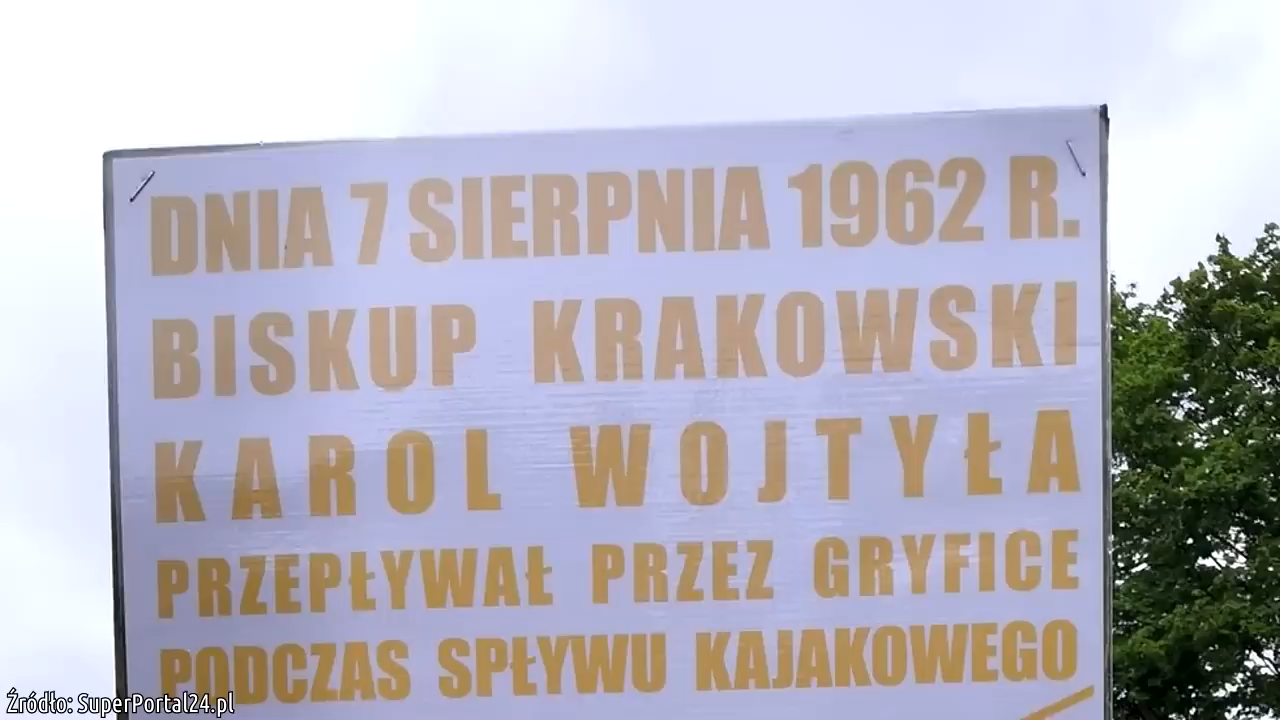 DNIA 7 SIERPNIA 1962 R.
BISKUP KRAKOWSKI
KAROL WOJTYŁA
PRZEPŁYWAŁ PRZEZ GRYFICE
PODCZAS SPŁYWU KAJAKOWEGO
Źródło: SuperPortal24.pl